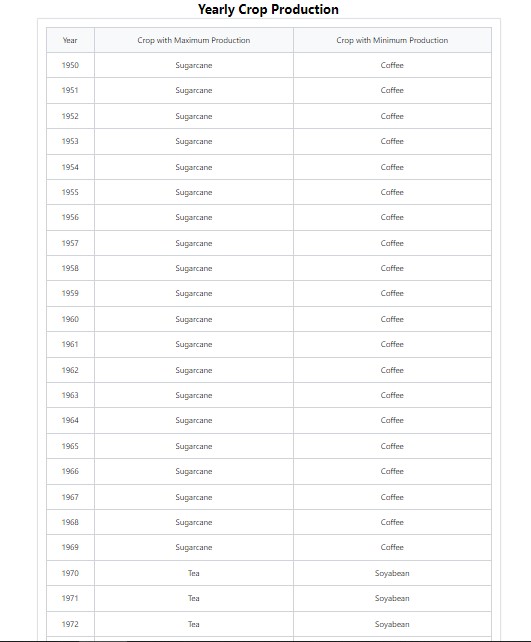 Yearly Crop Production
Year Crop with Maximum Production Crop with Minimum Production
1950 Sugarcane Coffee
1951 Sugarcane Coffee
1952 Sugarcane Coffee
1953 Sugarcane Coffee
1954 Sugarcane Coffee
1955 Sugarcane Coffee
1956 Sugarcane Coffee
1957 Sugarcane Coffee
1958 Sugarcane Coffee
1959 Sugarcane Coffee
1960 Sugarcane Coffee
1961 Sugarcane Coffee
1962 Sugarcane Coffee
1963 Sugarcane Coffee
1964 Sugarcane Coffee
1965 Sugarcane Coffee
1966 Sugarcane Coffee
1967 Sugarcane Coffee
1968 Sugarcane Coffee
1969 Sugarcane Coffee
1970 Tea Soyabean
1971 Tea Soyabean
1972 Tea Soyabean